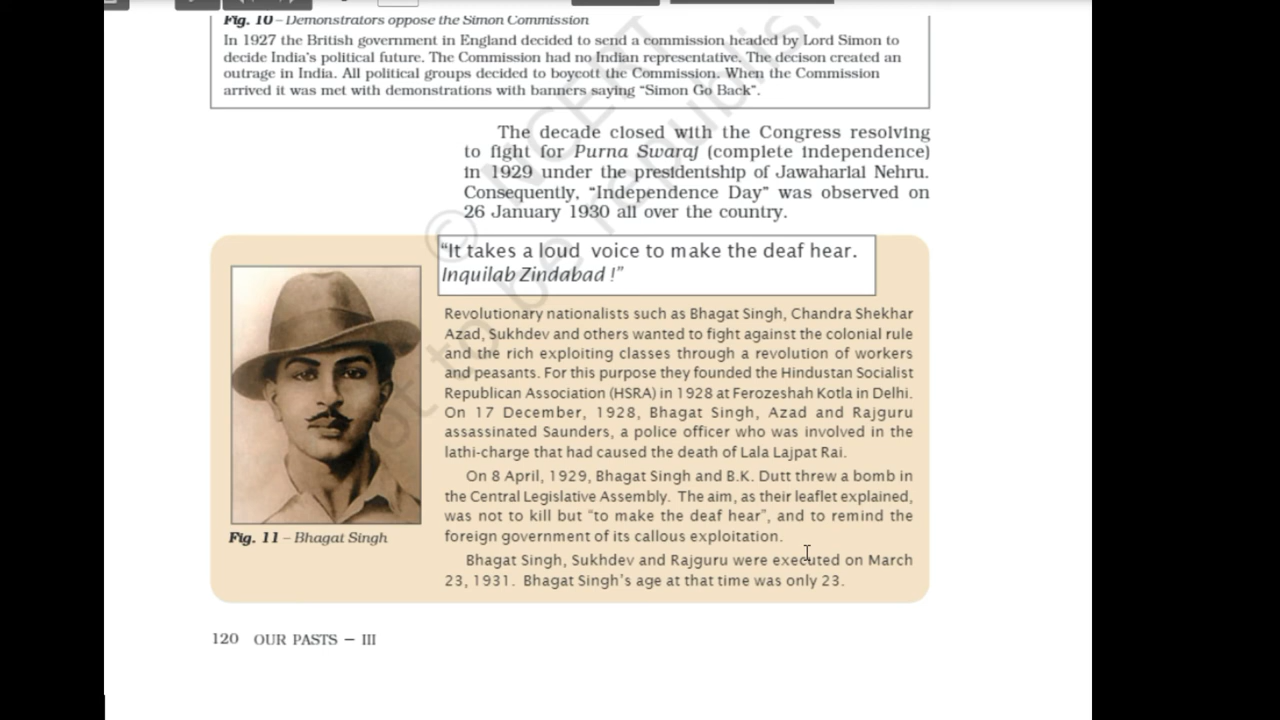 Fig. 10 – Demonstrators oppose the Simon Commission
In 1927 the British government in England decided to send a commission headed by Lord Simon to
decide India's political future. The Commission had no Indian representative. The decison created an
outrage in India. All political groups decided to boycott the Commission. When the Commission
arrived it was met with demonstrations with banners saying “Simon Go Back”.
The decade closed with the Congress resolving
to fight for Purna Swaraj (complete independence)
in 1929 under the presidentship of Jawaharlal Nehru.
Consequently, “Independence Day” was observed on
26 January 1930 all over the country.
“It takes a loud voice to make the deaf hear.
Inquilab Zindabad !”
Revolutionary nationalists such as Bhagat Singh, Chandra Shekhar
Azad, Sukhdev and others wanted to fight against the colonial rule
and the rich exploiting classes through a revolution of workers
and peasants. For this purpose they founded the Hindustan Socialist
Republican Association (HSRA) in 1928 at Ferozeshah Kotla in Delhi.
On 17 December, 1928, Bhagat Singh, Azad and Rajguru
assassinated Saunders, a police officer who was involved in the
lathi-charge that had caused the death of Lala Lajpat Rai.
On 8 April, 1929, Bhagat Singh and B.K. Dutt threw a bomb in
the Central Legislative Assembly. The aim, as their leaflet explained,
was not to kill but “to make the deaf hear”, and to remind the
foreign government of its callous exploitation.
Bhagat Singh, Sukhdev and Rajguru were executed on March
23, 1931. Bhagat Singh's age at that time was only 23.
Fig. 11 – Bhagat Singh
120 OUR PASTS – III
© NCERT
not to be republish